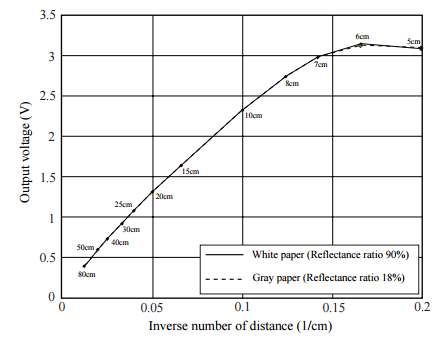 3.5
3
2.5
2
1.5
1
0.5
0
Output voltage (V)
6cm
5cm
7cm
8cm
10cm
15cm
20cm
25cm
30cm
40cm
50cm
80cm
White paper (Reflectance ratio 90%)
Gray paper (Reflectance ratio 18%)
0 0.05 0.1 0.15 0.2
Inverse number of distance (1/cm)